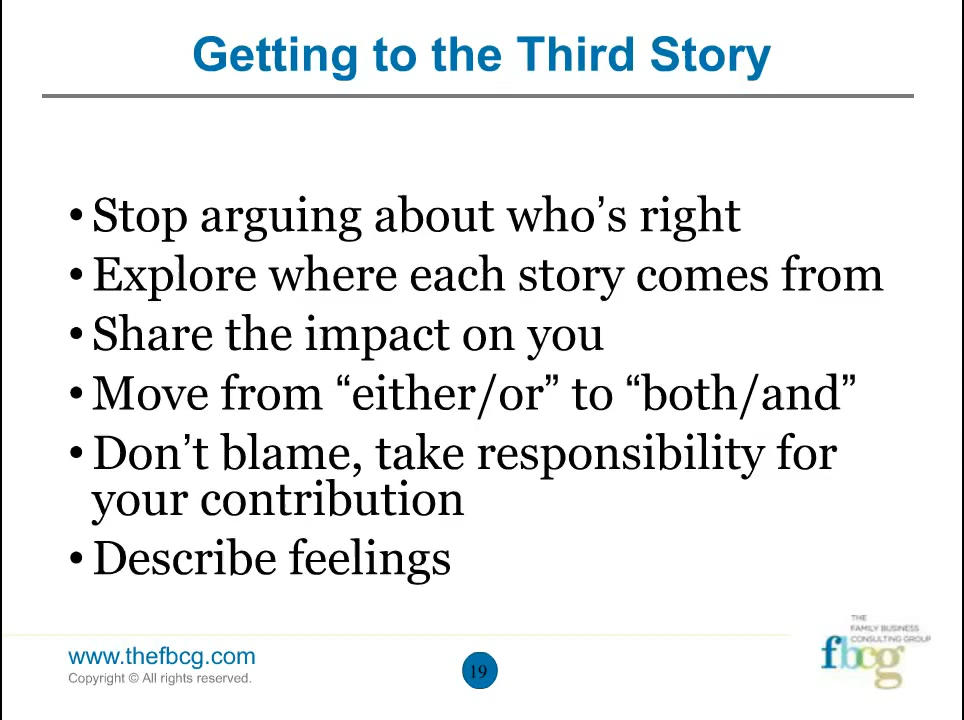 Getting to the Third Story
• Stop arguing about who’s right
• Explore where each story comes from
• Share the impact on you
• Move from “either/or” to “both/and”
• Don’t blame, take responsibility for
your contribution
• Describe feelings
THE
FAMILY BUSINESS
CONSULTING GROUP
fbcg
www.thefbcg.com
Copyright © All rights reserved.
19